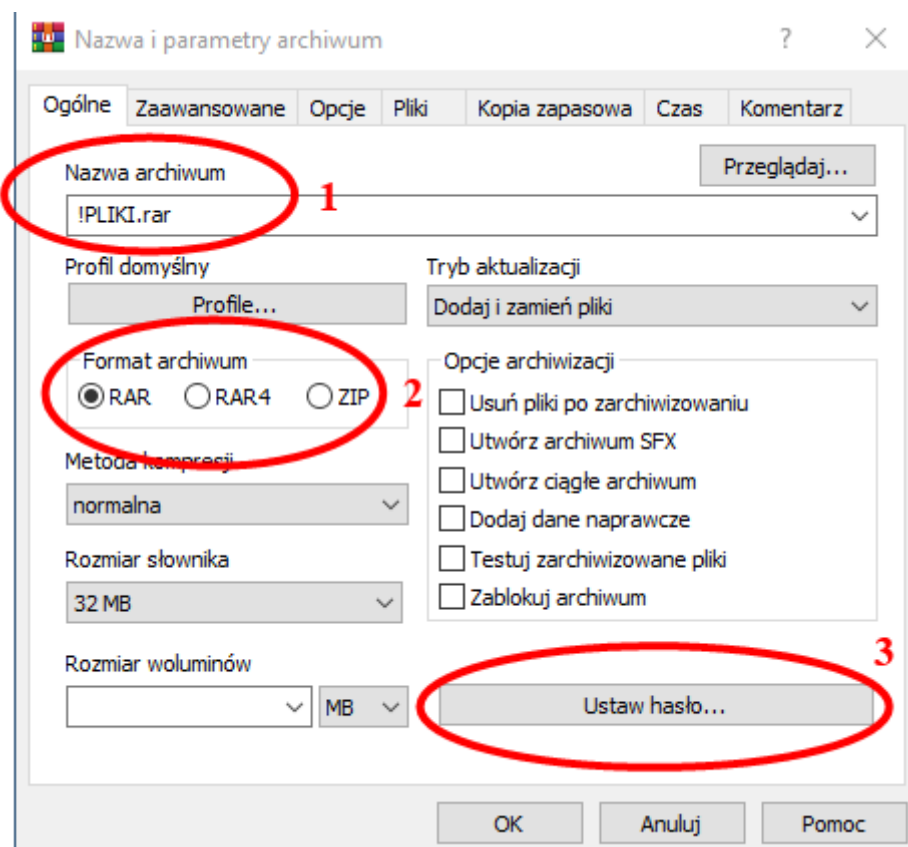 Nazwa i parametry archiwum
Ogólne Zaawansowane Opcje Pliki Kopia zapasowa Czas Komentarz
Nazwa archiwum
Przeglądaj...
1
!PLIKI.rar
Profil domyślny
Tryb aktualizacji
Profile...
Dodaj i zamień pliki
Format archiwum
RAR RAR4 ZIP
2
Opcje archiwizacji
Usuń pliki po zarchiwizowaniu
Utwórz archiwum SFX
Utwórz ciągłe archiwum
Dodaj dane naprawcze
Testuj zarchiwizowane pliki
Zablokuj archiwum
Metoda kompresji
normalna
Rozmiar słownika
32 MB
Rozmiar woluminów
MB
3
Ustaw hasło...
OK Anuluj Pomoc